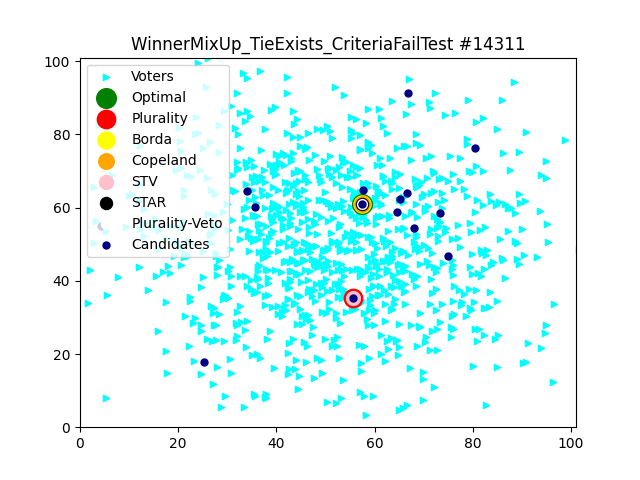 WinnerMixUp_TieExists_CriteriaFailTest #14311
Voters
Optimal
Plurality
Borda
Copeland
STV
STAR
Plurality-Veto
Candidates
100
80
60
40
20
0
0 20 40 60 80 100